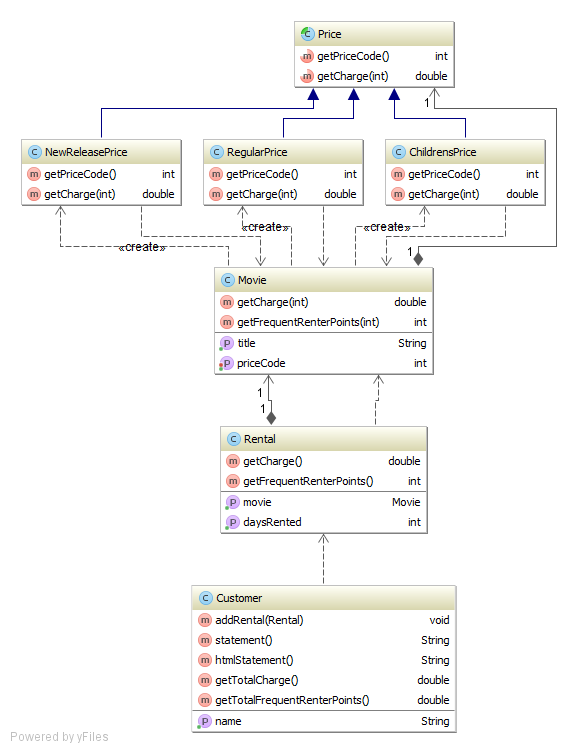 Price
getPriceCode() int
getCharge(int) double
1
NewReleasePrice
getPriceCode() int
getCharge(int) double
RegularPrice
getPriceCode() int
getCharge(int) double
ChildrensPrice
getPriceCode() int
getCharge(int) double
«create»
«create»
«create»
1
Movie
getCharge(int) double
getFrequentRenterPoints(int) int
title String
priceCode int
1
1
Rental
getCharge() double
getFrequentRenterPoints() int
movie Movie
daysRented int
Customer
addRental(Rental) void
statement() String
htmlStatement() String
getTotalCharge() double
getTotalFrequentRenterPoints() double
name String
Powered by yFiles